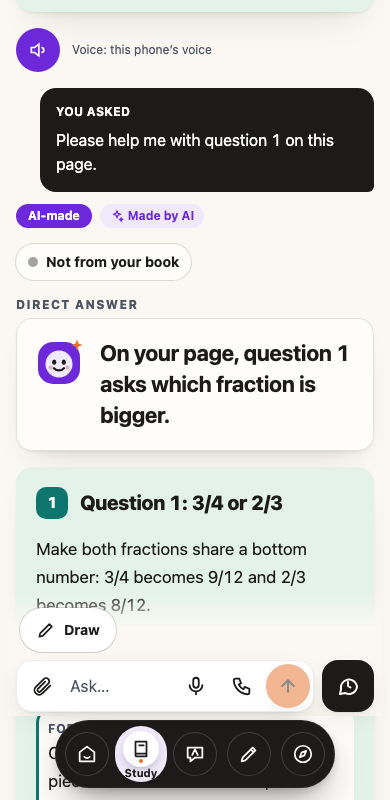 Voice: this phone's voice
YOU ASKED
Please help me with question 1 on this
page.
AI-made
Made by AI
Not from your book
DIRECT ANSWER
On your page, question 1
asks which fraction is
bigger.
1
Question 1: 3/4 or 2/3
Make both fractions share a bottom
number: 3/4 becomes 9/12 and 2/3
becomes 8/12.
Draw
Ask...
Study